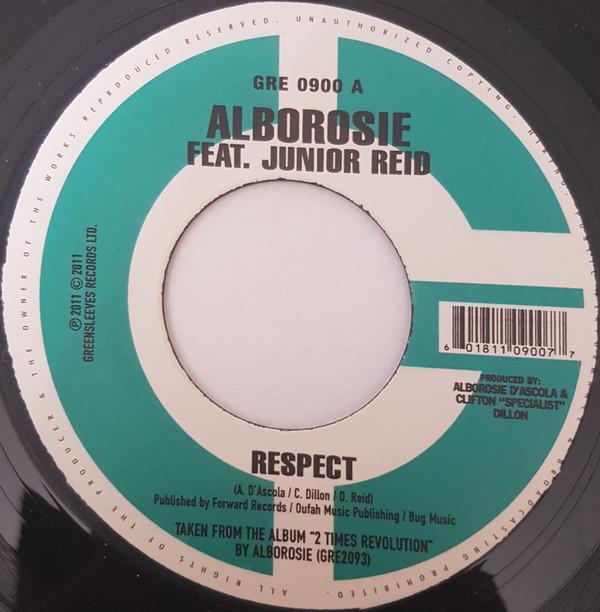 GRE 0900 A
ALBOROSIE
FEAT. JUNIOR REID
℗ 2011 © 2011
GREENSLEEVES RECORDS LTD.
6 01811 09007 7
PRODUCED BY:
ALBOROSIE D'ASCOLA &
CLIFTON "SPECIALIST"
DILLON
RESPECT
(A. D'Ascola / C. Dillon / D. Reid)
Published by Forward Records / Oufah Music Publishing / Bug Music
TAKEN FROM THE ALBUM "2 TIMES REVOLUTION"
BY ALBOROSIE (GRE2093)
ALL RIGHTS OF THE PRODUCER & THE OWNER OF THE WORKS REPRODUCED RESERVED. UNAUTHORIZED COPYING, HIRING, & BROADCASTING PROHIBITED.